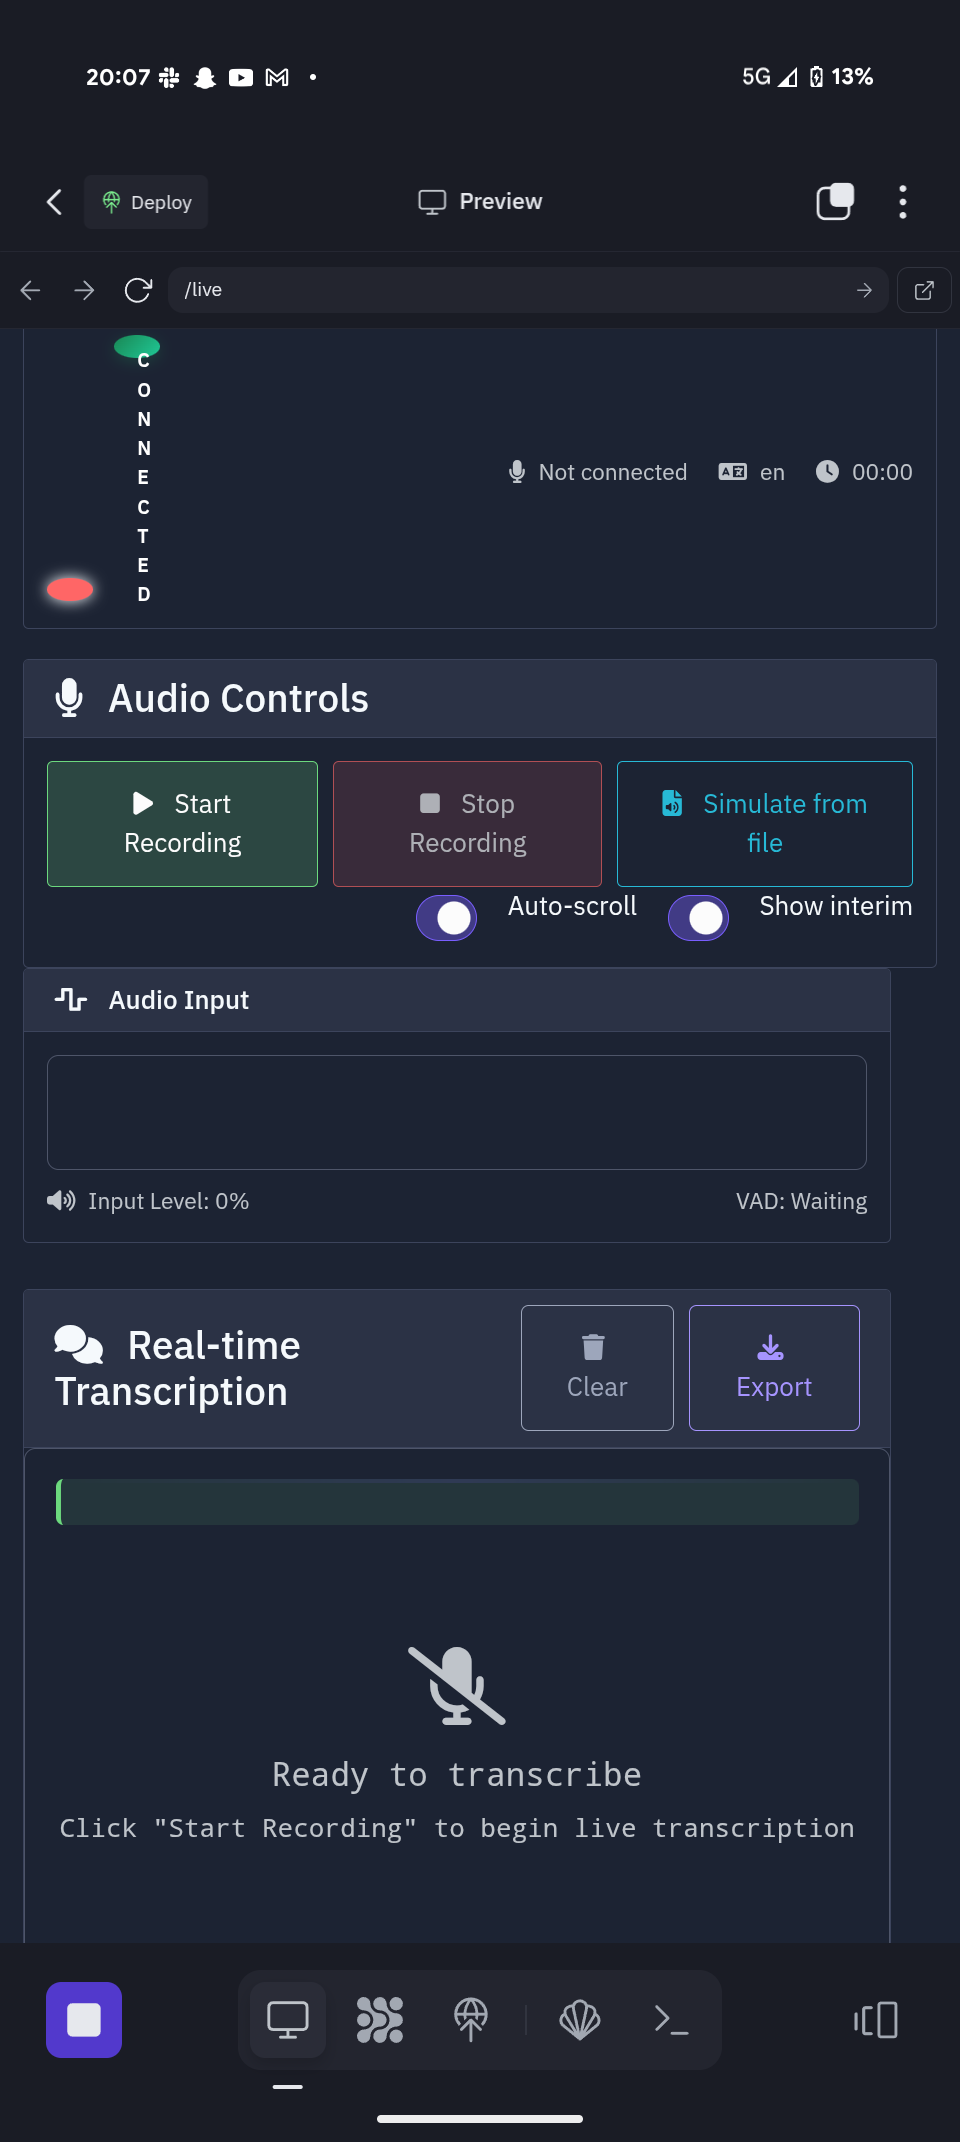 20:07
5G 13%
Deploy
Preview
/live
CONNECTED
Not connected
en
00:00
Audio Controls
Start
Recording
Stop
Recording
Simulate from
file
Auto-scroll
Show interim
Audio Input
Input Level: 0%
VAD: Waiting
Real-time
Transcription
Clear
Export
Ready to transcribe
Click "Start Recording" to begin live transcription